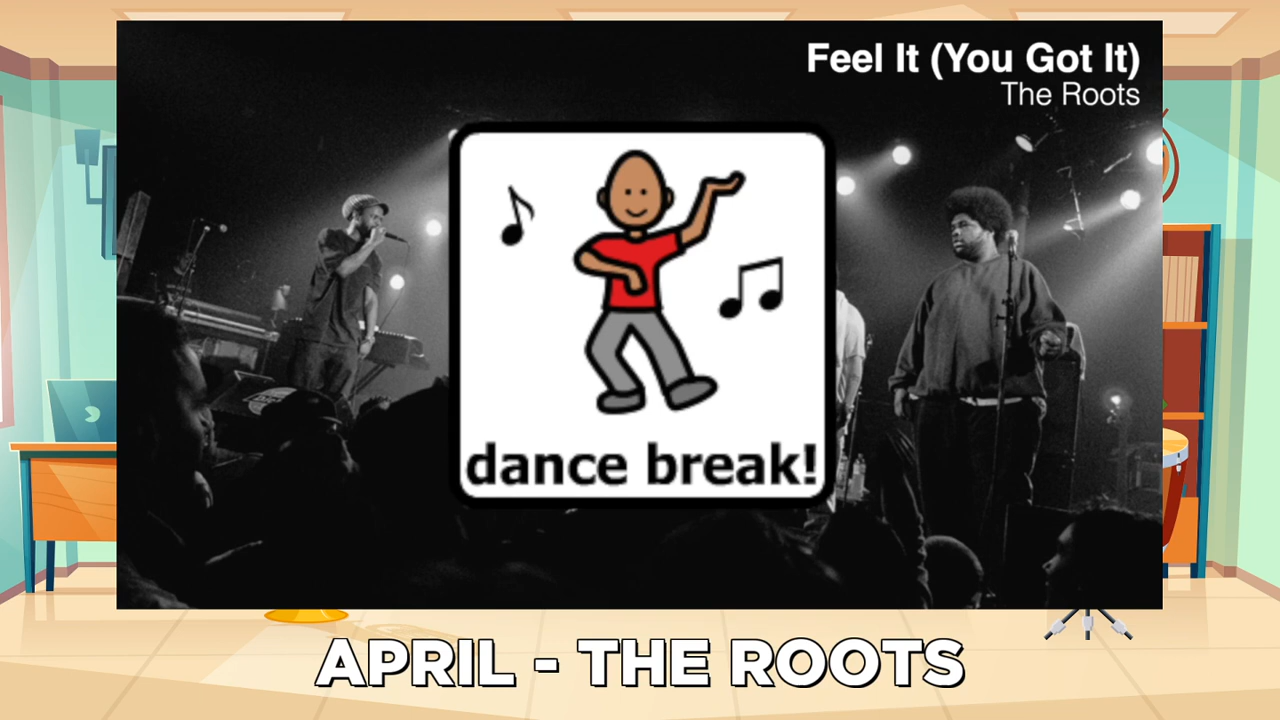 Feel It (You Got It)
The Roots
dance break!
APRIL - THE ROOTS